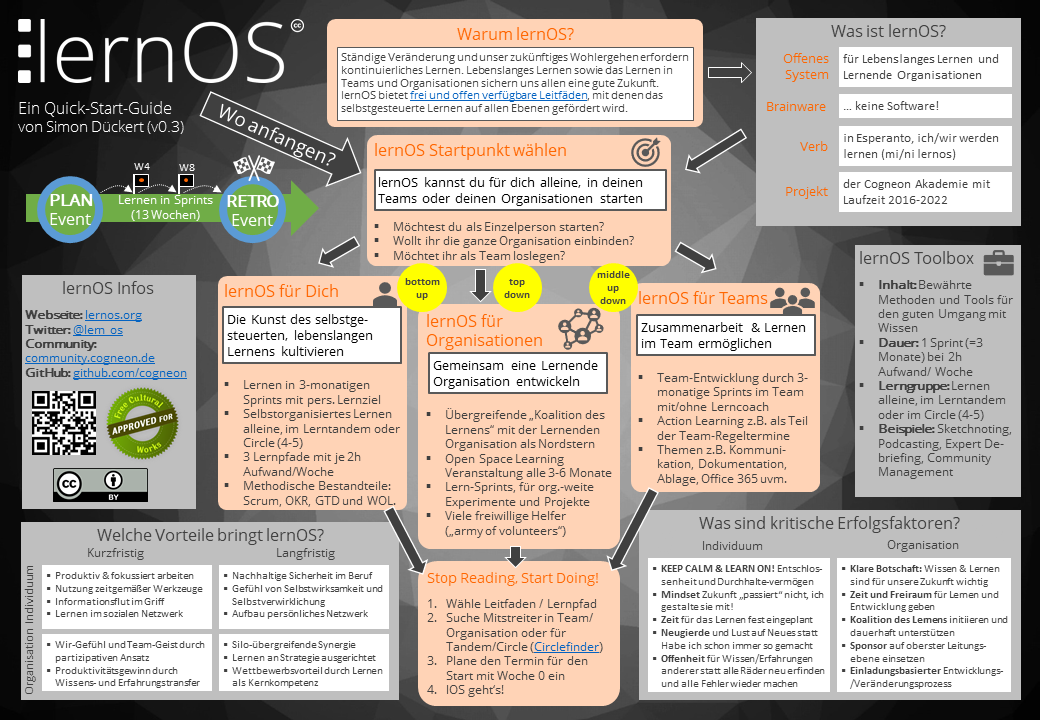 lernOS
cc
Ein Quick-Start-Guide
von Simon Dückert (v0.3)
Wo anfangen?
W4
W8
PLAN
Event
Lernen in Sprints
(13 Wochen)
RETRO
Event
Warum lernOS?
Ständige Veränderung und unser zukünftiges Wohlergehen erfordern
kontinuierliches Lernen. Lebenslanges Lernen sowie das Lernen in
Teams und Organisationen sichern uns allen eine gute Zukunft.
lernOS bietet frei und offen verfügbare Leitfäden, mit denen das
selbstgesteuerte Lernen auf allen Ebenen gefördert wird.
Was ist lernOS?
Offenes
System
für Lebenslanges Lernen und
Lernende Organisationen
Brainware
... keine Software!
Verb
in Esperanto, ich/wir werden
lernen (mi/ni lernos)
Projekt
der Cogneon Akademie mit
Laufzeit 2016-2022
lernOS Startpunkt wählen
lernOS kannst du für dich alleine, in deinen
Teams oder deinen Organisationen starten
▪ Möchtest du als Einzelperson starten?
▪ Wollt ihr die ganze Organisation einbinden?
▪ Möchtet ihr als Team loslegen?
bottom
up
top
down
middle
up
down
lernOS Infos
Webseite: lernos.org
Twitter: @lern_os
Community:
community.cogneon.de
GitHub: github.com/cogneon
Free Cultural
APPROVED FOR
Works
cc
BY
lernOS für Dich
Die Kunst des selbstge-
steuerten, lebenslangen
Lernens kultivieren
▪ Lernen in 3-monatigen
Sprints mit pers. Lernziel
▪ Selbstorganisiertes Lernen
alleine, im Lerntandem oder
Circle (4-5)
▪ 3 Lernpfade mit je 2h
Aufwand/Woche
▪ Methodische Bestandteile:
Scrum, OKR, GTD und WOL.
lernOS für
Organisationen
Gemeinsam eine Lernende
Organisation entwickeln
▪ Übergreifende „Koalition des
Lernens“ mit der Lernenden
Organisation als Nordstern
▪ Open Space Learning
Veranstaltung alle 3-6 Monate
▪ Lern-Sprints, für org.-weite
Experimente und Projekte
▪ Viele freiwillige Helfer
(„army of volunteers“)
lernOS für Teams
Zusammenarbeit & Lernen
im Team ermöglichen
▪ Team-Entwicklung durch 3-
monatige Sprints im Team
mit/ohne Lerncoach
▪ Action Learning z.B. als Teil
der Team-Regeltermine
▪ Themen z.B. Kommuni-
kation, Dokumentation,
Ablage, Office 365 uvm.
lernOS Toolbox
▪ Inhalt: Bewährte
Methoden und Tools für
den guten Umgang mit
Wissen
▪ Dauer: 1 Sprint (=3
Monate) bei 2h
Aufwand/ Woche
▪ Lerngruppe: Lernen
alleine, im Lerntandem
oder im Circle (4-5)
▪ Beispiele: Sketchnoting,
Podcasting, Expert De-
briefing, Community
Management
Welche Vorteile bringt lernOS?
Kurzfristig
Langfristig
Individuum
▪ Produktiv & fokussiert arbeiten
▪ Nutzung zeitgemäßer Werkzeuge
▪ Informationsflut im Griff
▪ Lernen im sozialen Netzwerk
▪ Nachhaltige Sicherheit im Beruf
▪ Gefühl von Selbstwirksamkeit und
Selbstverwirklichung
▪ Aufbau persönliches Netzwerk
Organisation
▪ Wir-Gefühl und Team-Geist durch
partizipativen Ansatz
▪ Produktivitätsgewinn durch
Wissens- und Erfahrungstransfer
▪ Silo-übergreifende Synergie
▪ Lernen an Strategie ausgerichtet
▪ Wettbewerbsvorteil durch Lernen
als Kernkompetenz
Stop Reading, Start Doing!
1. Wähle Leitfaden / Lernpfad
2. Suche Mitstreiter in Team/
Organisation oder für
Tandem/Circle (Circlefinder)
3. Plane den Termin für den
Start mit Woche 0 ein
4. lOS geht’s!
Was sind kritische Erfolgsfaktoren?
Individuum
▪ KEEP CALM & LEARN ON! Entschlos-
senheit und Durchhalte-vermögen
▪ Mindset Zukunft „passiert“ nicht, ich
gestalte sie mit!
▪ Zeit für das Lernen fest eingeplant
▪ Neugierde und Lust auf Neues statt
Habe ich schon immer so gemacht
▪ Offenheit für Wissen/Erfahrungen
anderer statt alle Räder neu erfinden
und alle Fehler wieder machen
Organisation
▪ Klare Botschaft: Wissen & Lernen
sind für unsere Zukunft wichtig
▪ Zeit und Freiraum für Lernen und
Entwicklung geben
▪ Koalition des Lernens initiieren und
dauerhaft unterstützen
▪ Sponsor auf oberster Leitungs-
ebene einsetzen
▪ Einladungsbasierter Entwicklungs-
/Veränderungsprozess